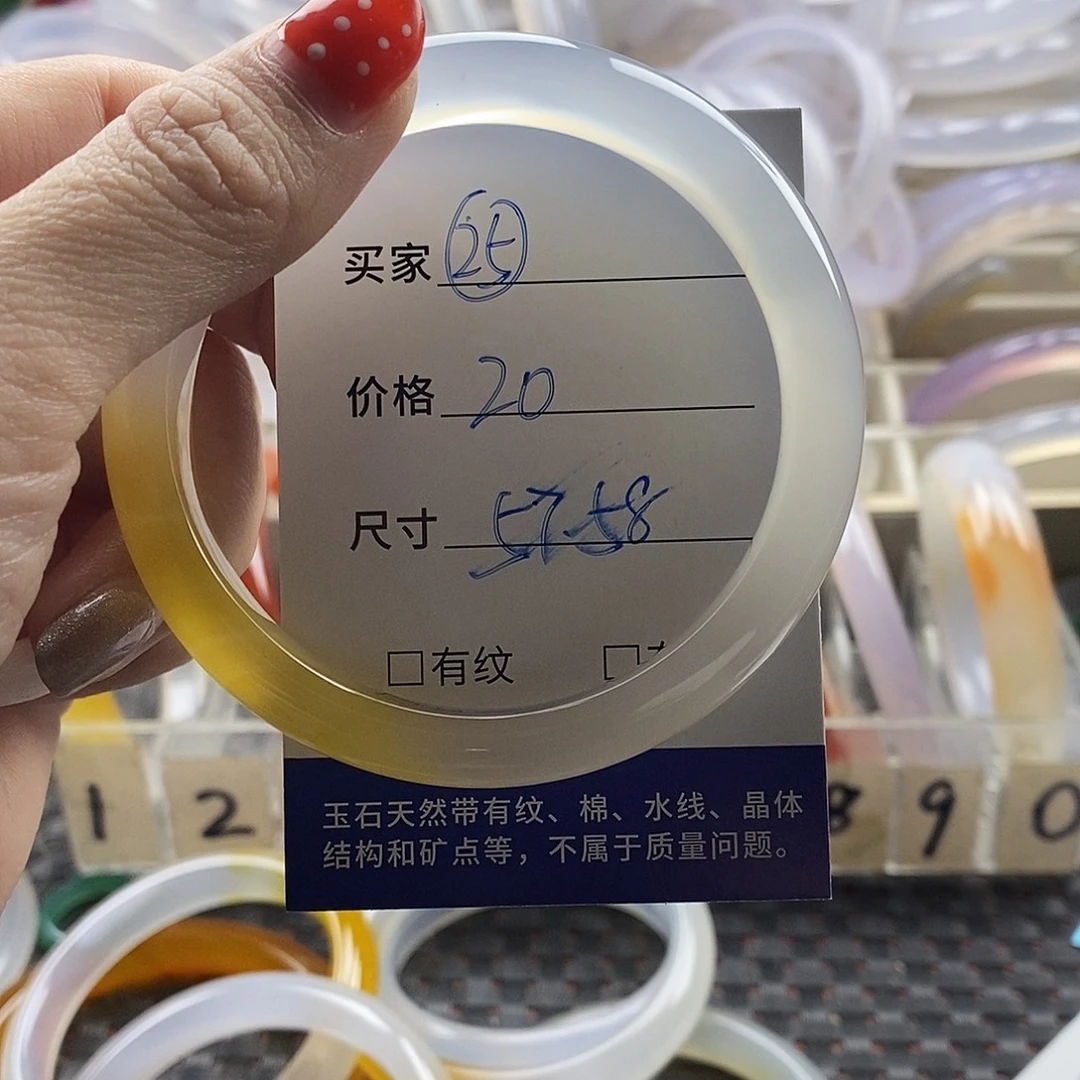 买家 25
价格 20
尺寸 57-58
□有纹 □
玉石天然带有纹、棉、水线、晶体
结构和矿点等，不属于质量问题。
1 2 8 9 0